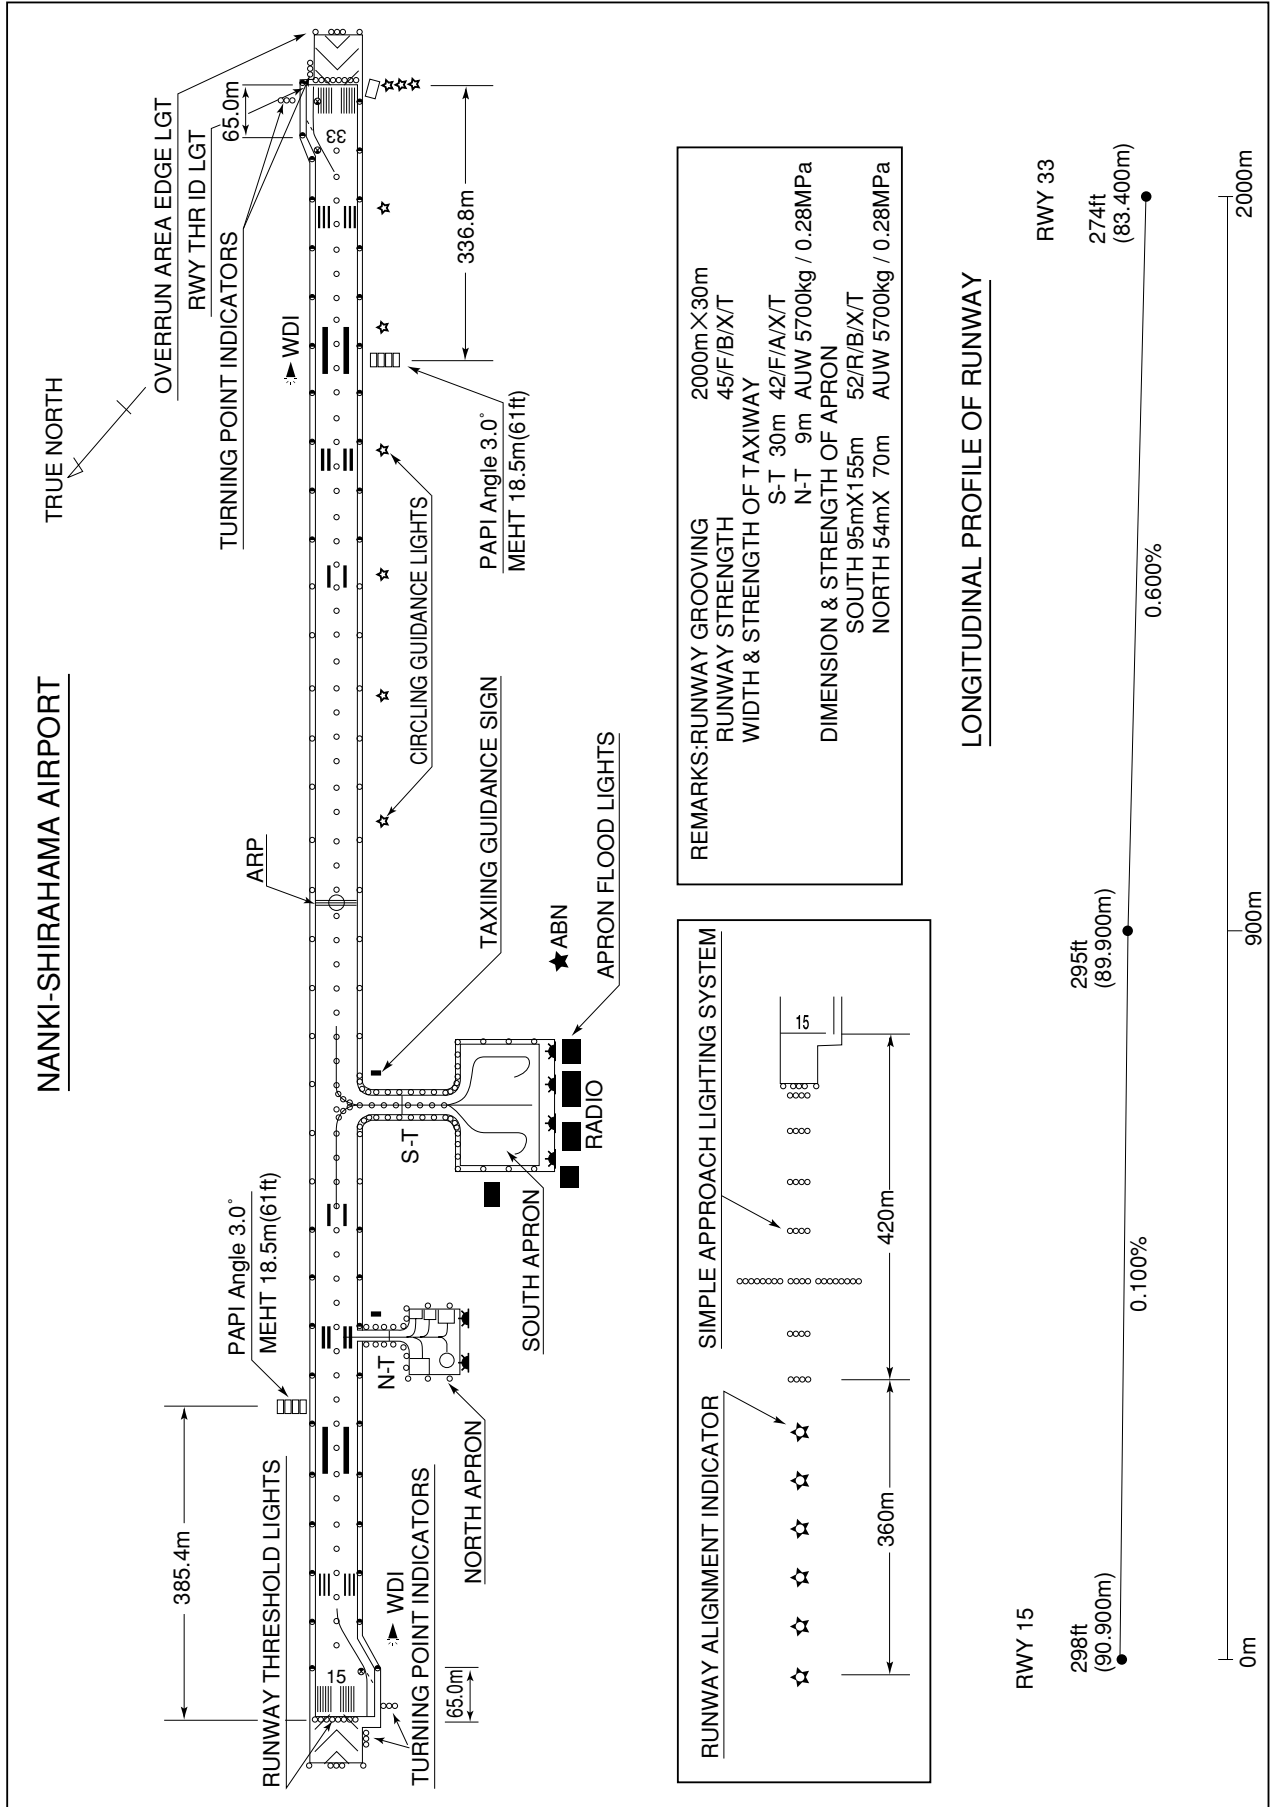 NANKI-SHIRAHAMA AIRPORT
TRUE NORTH
OVERRUN AREA EDGE LGT
RWY THR ID LGT
TURNING POINT INDICATORS
65.0m
WDI
33
336.8m
PAPI Angle 3.0°
MEHT 18.5m(61ft)
CIRCLING GUIDANCE LIGHTS
ARP
TAXIING GUIDANCE SIGN
ABN
APRON FLOOD LIGHTS
RADIO
S-T
SOUTH APRON
PAPI Angle 3.0°
MEHT 18.5m(61ft)
N-T
NORTH APRON
385.4m
RUNWAY THRESHOLD LIGHTS
15
WDI
65.0m
TURNING POINT INDICATORS
RUNWAY ALIGNMENT INDICATOR
SIMPLE APPROACH LIGHTING SYSTEM
15
360m
420m
REMARKS:RUNWAY GROOVING 2000m×30m
RUNWAY STRENGTH 45/F/B/X/T
WIDTH & STRENGTH OF TAXIWAY
S-T 30m 42/F/A/X/T
N-T 9m AUW 5700kg / 0.28MPa
DIMENSION & STRENGTH OF APRON
SOUTH 95mX155m 52/R/B/X/T
NORTH 54mX 70m AUW 5700kg / 0.28MPa
LONGITUDINAL PROFILE OF RUNWAY
RWY 15
RWY 33
298ft
(90.900m)
295ft
(89.900m)
274ft
(83.400m)
0.100%
0.600%
0m
900m
2000m